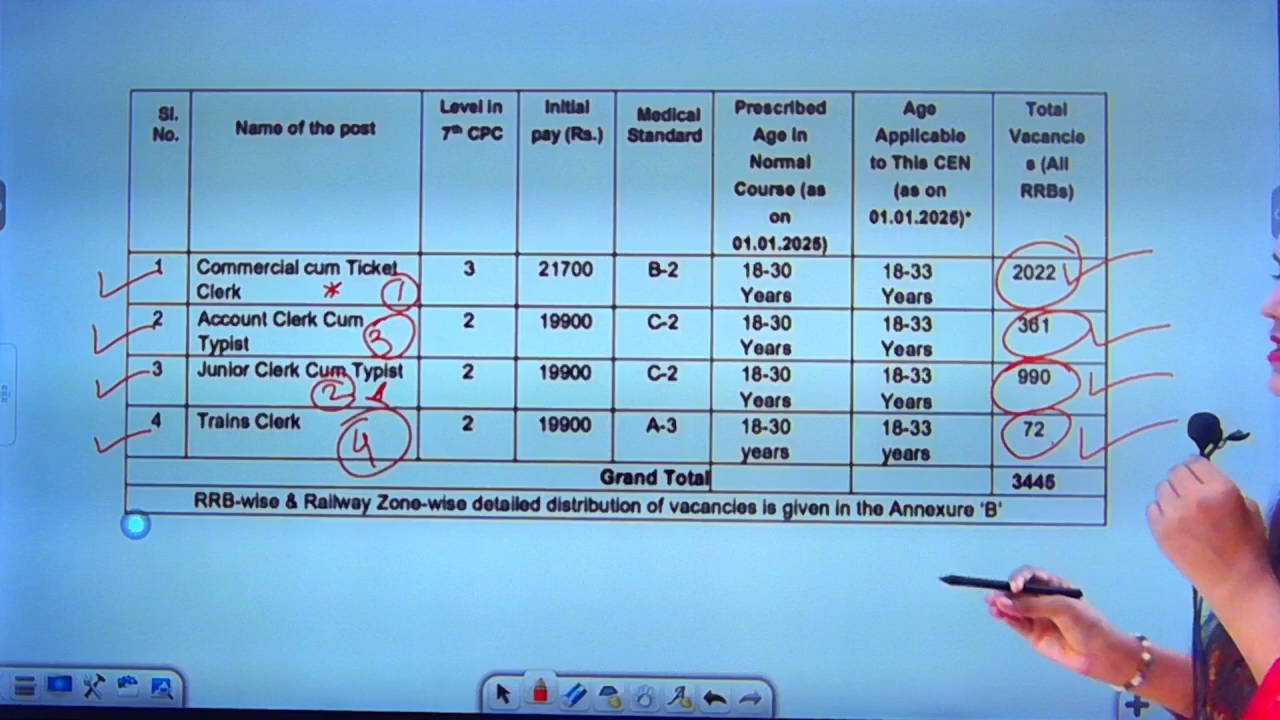 Sl. No.
Name of the post
Level in 7th CPC
Initial pay (Rs.)
Medical Standard
Prescribed Age in Normal Course (as on 01.01.2025)
Age Applicable to This CEN (as on 01.01.2025)*
Total Vacancie s (All RRBs)
1 Commercial cum Ticket Clerk * 1 3 21700 B-2 18-30 Years 18-33 Years 2022
2 Account Clerk Cum Typist 3 2 19900 C-2 18-30 Years 18-33 Years 361
3 Junior Clerk Cum Typist 2 2 19900 C-2 18-30 Years 18-33 Years 990
4 Trains Clerk 4 2 19900 A-3 18-30 years 18-33 years 72
Grand Total 3445
RRB-wise & Railway Zone-wise detailed distribution of vacancies is given in the Annexure 'B'